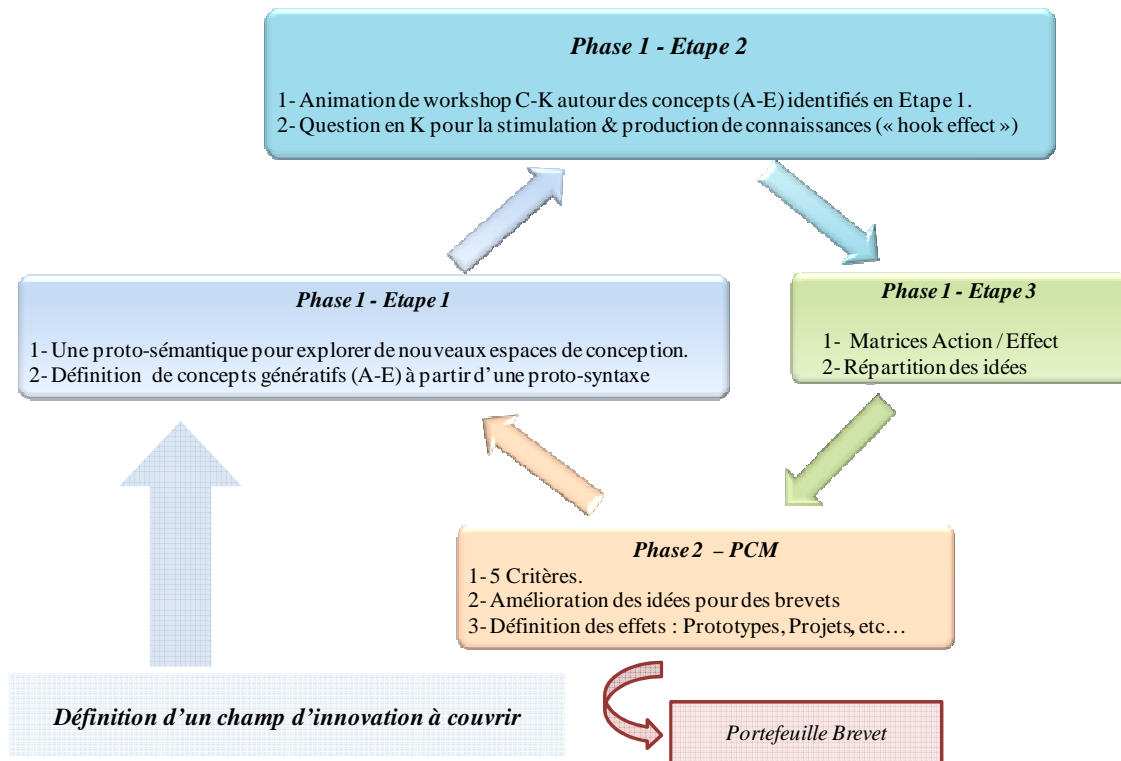 Phase 1 - Etape 2
1- Animation de workshop C-K autour des concepts (A-E) identifiés en Etape 1.
2- Question en K pour la stimulation & production de connaissances (« hook effect »)
Phase 1 - Etape 1
1- Une proto-sémantique pour explorer de nouveaux espaces de conception.
2- Définition de concepts génératifs (A-E) à partir d’une proto-syntaxe
Phase 1 - Etape 3
1- Matrices Action / Effect
2- Répartition des idées
Phase 2 – PCM
1- 5 Critères.
2- Amélioration des idées pour des brevets
3- Définition des effets : Prototypes, Projets, etc…
Définition d’un champ d’innovation à couvrir
Portefeuille Brevet